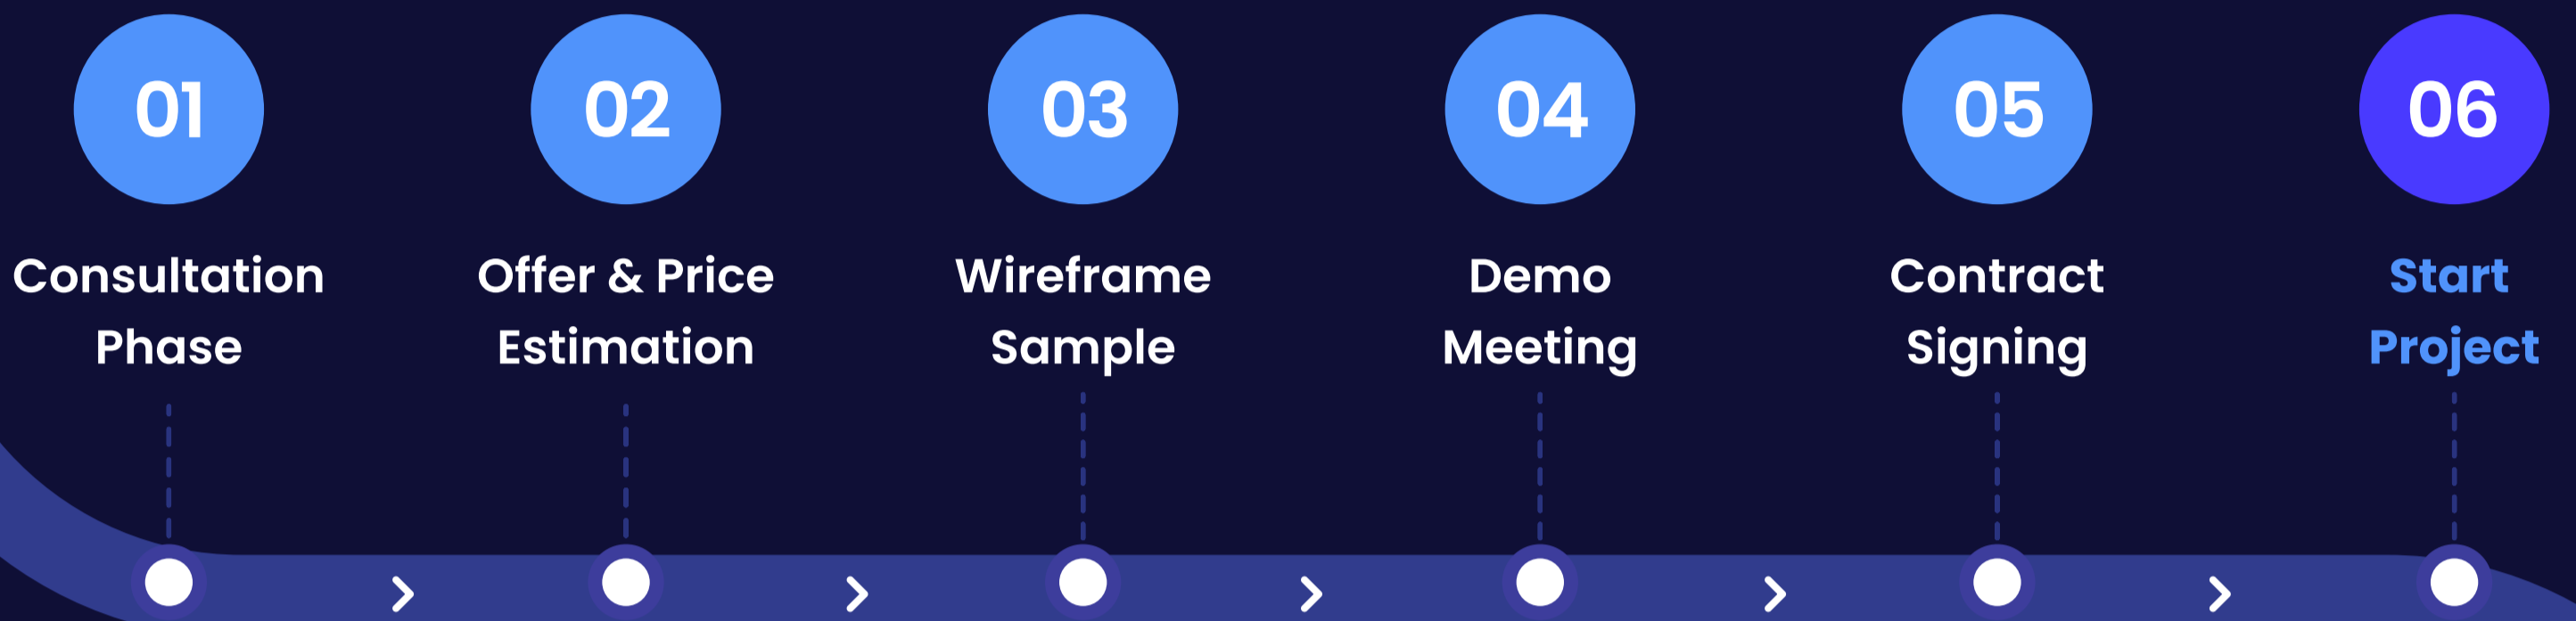 01
Consultation
Phase
02
Offer & Price
Estimation
03
Wireframe
Sample
04
Demo
Meeting
05
Contract
Signing
06
Start
Project